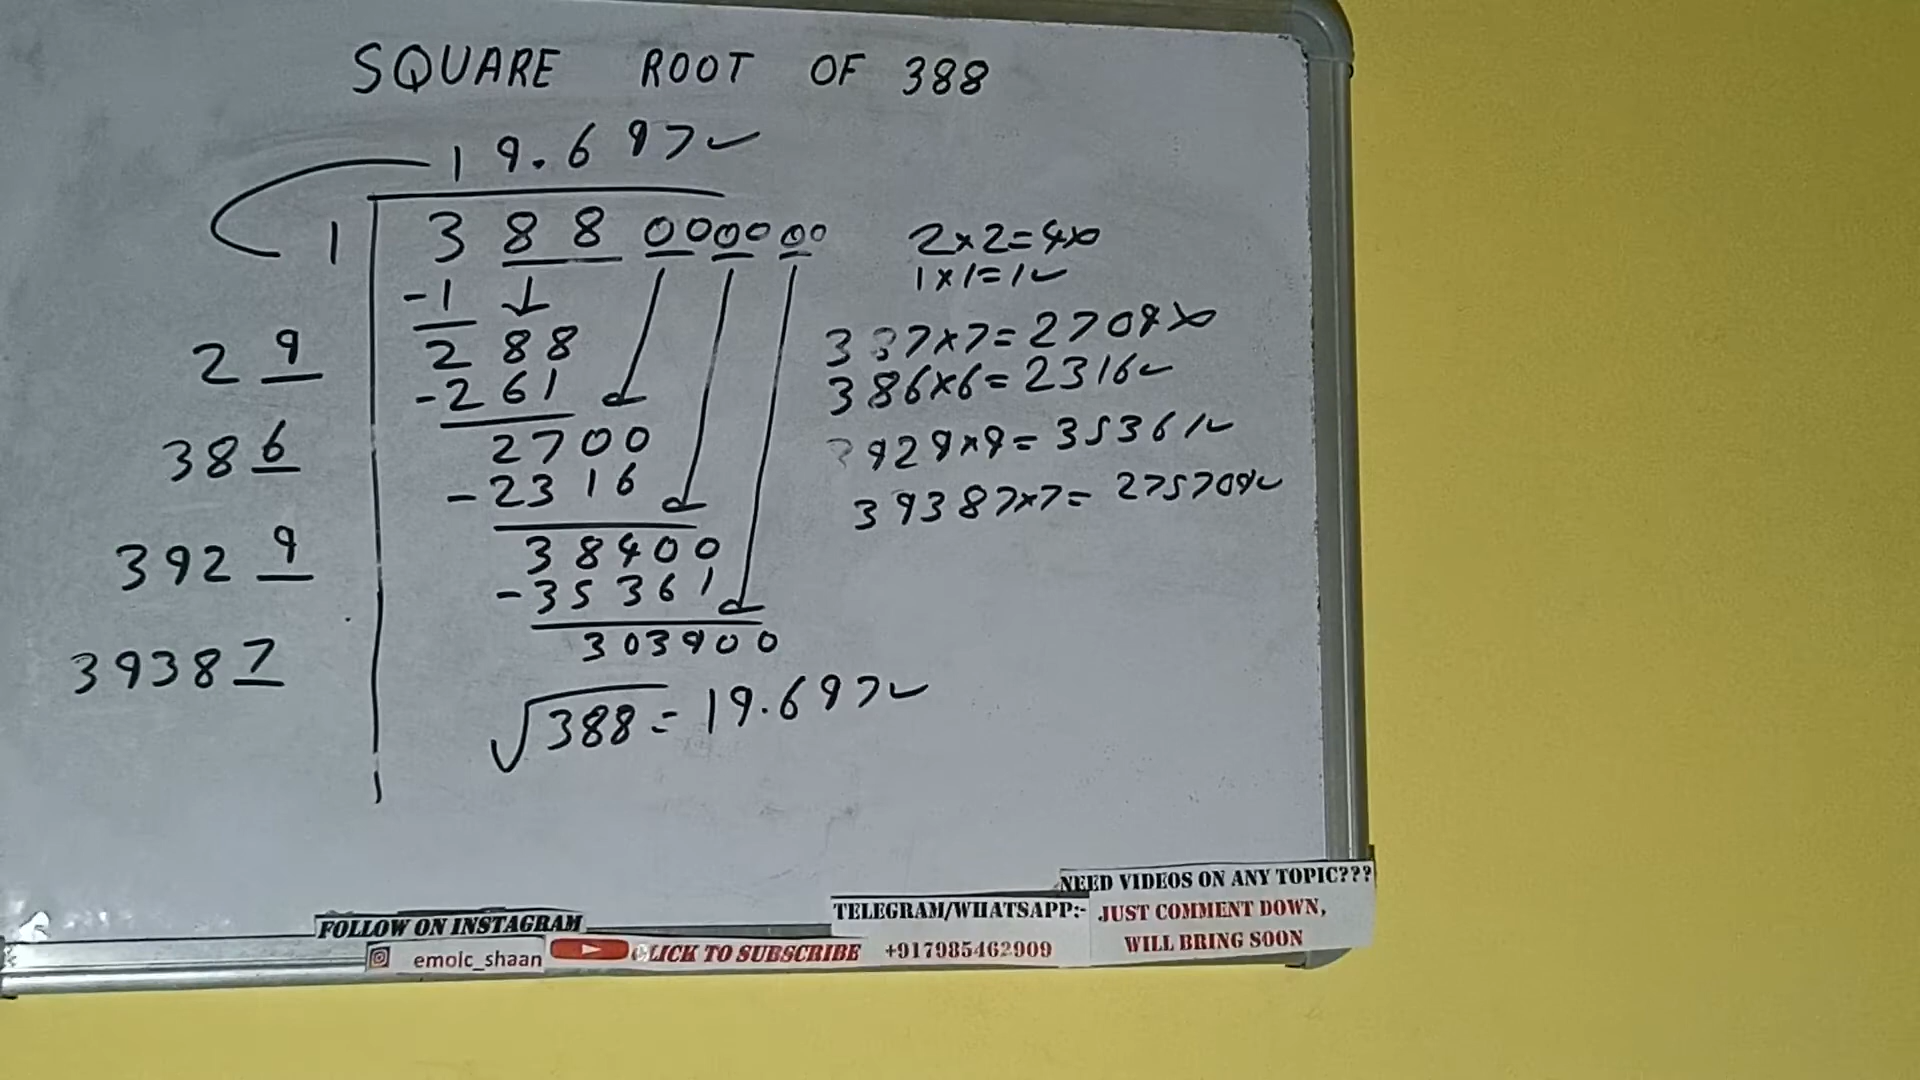 SQUARE ROOT OF 388
19.697✓
1 388 00 00 00
-1
2 9 288
-261
38 6 2700
-2316
392 9 38400
-35361
303900
3938 7
√388 = 19.697✓
2×2=4×
1×1=1✓
387×7=2709×
386×6=2316✓
3929×9=35361✓
39387×7=275709✓
NEED VIDEOS ON ANY TOPIC???
JUST COMMENT DOWN,
WILL BRING SOON
TELEGRAM/WHATSAPP:-
+917985462909
FOLLOW ON INSTAGRAM
emolc_shaan
CLICK TO SUBSCRIBE